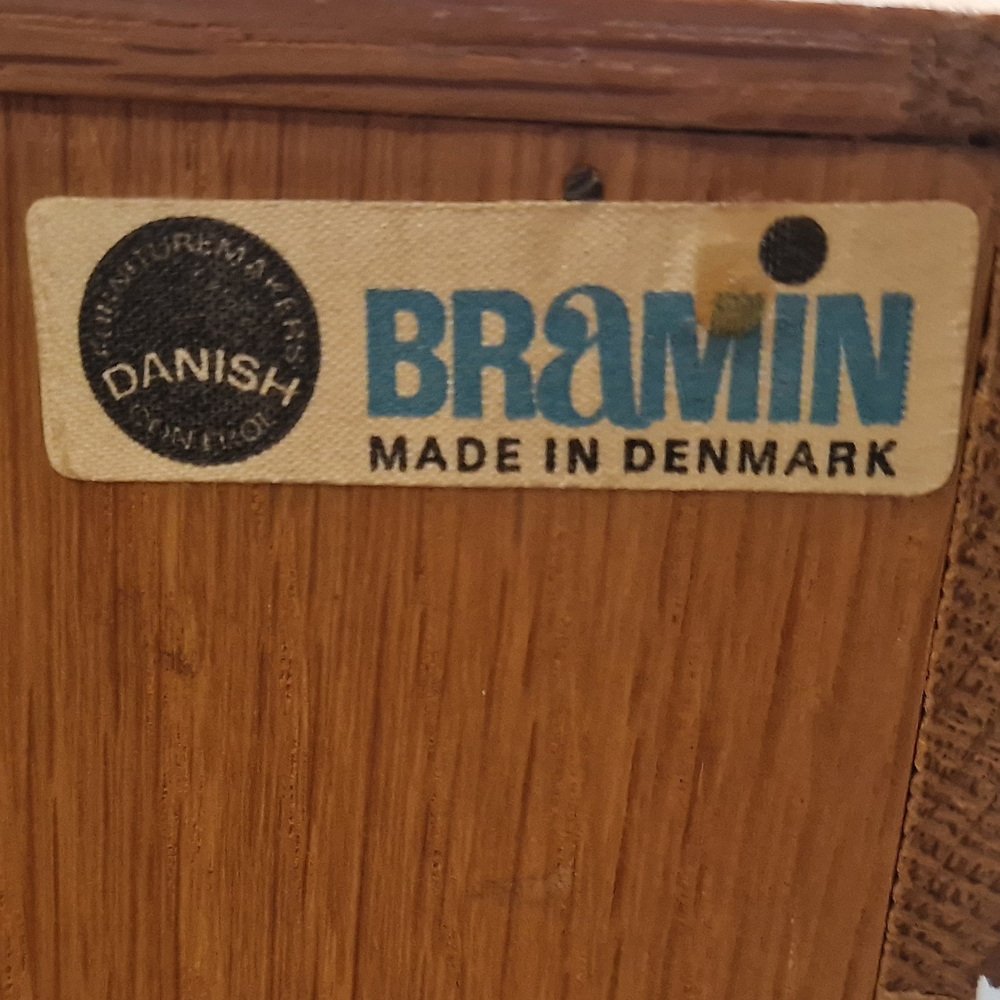 FURNITUREMAKERS
DANISH
CONTROL
BRaMiN
MADE IN DENMARK